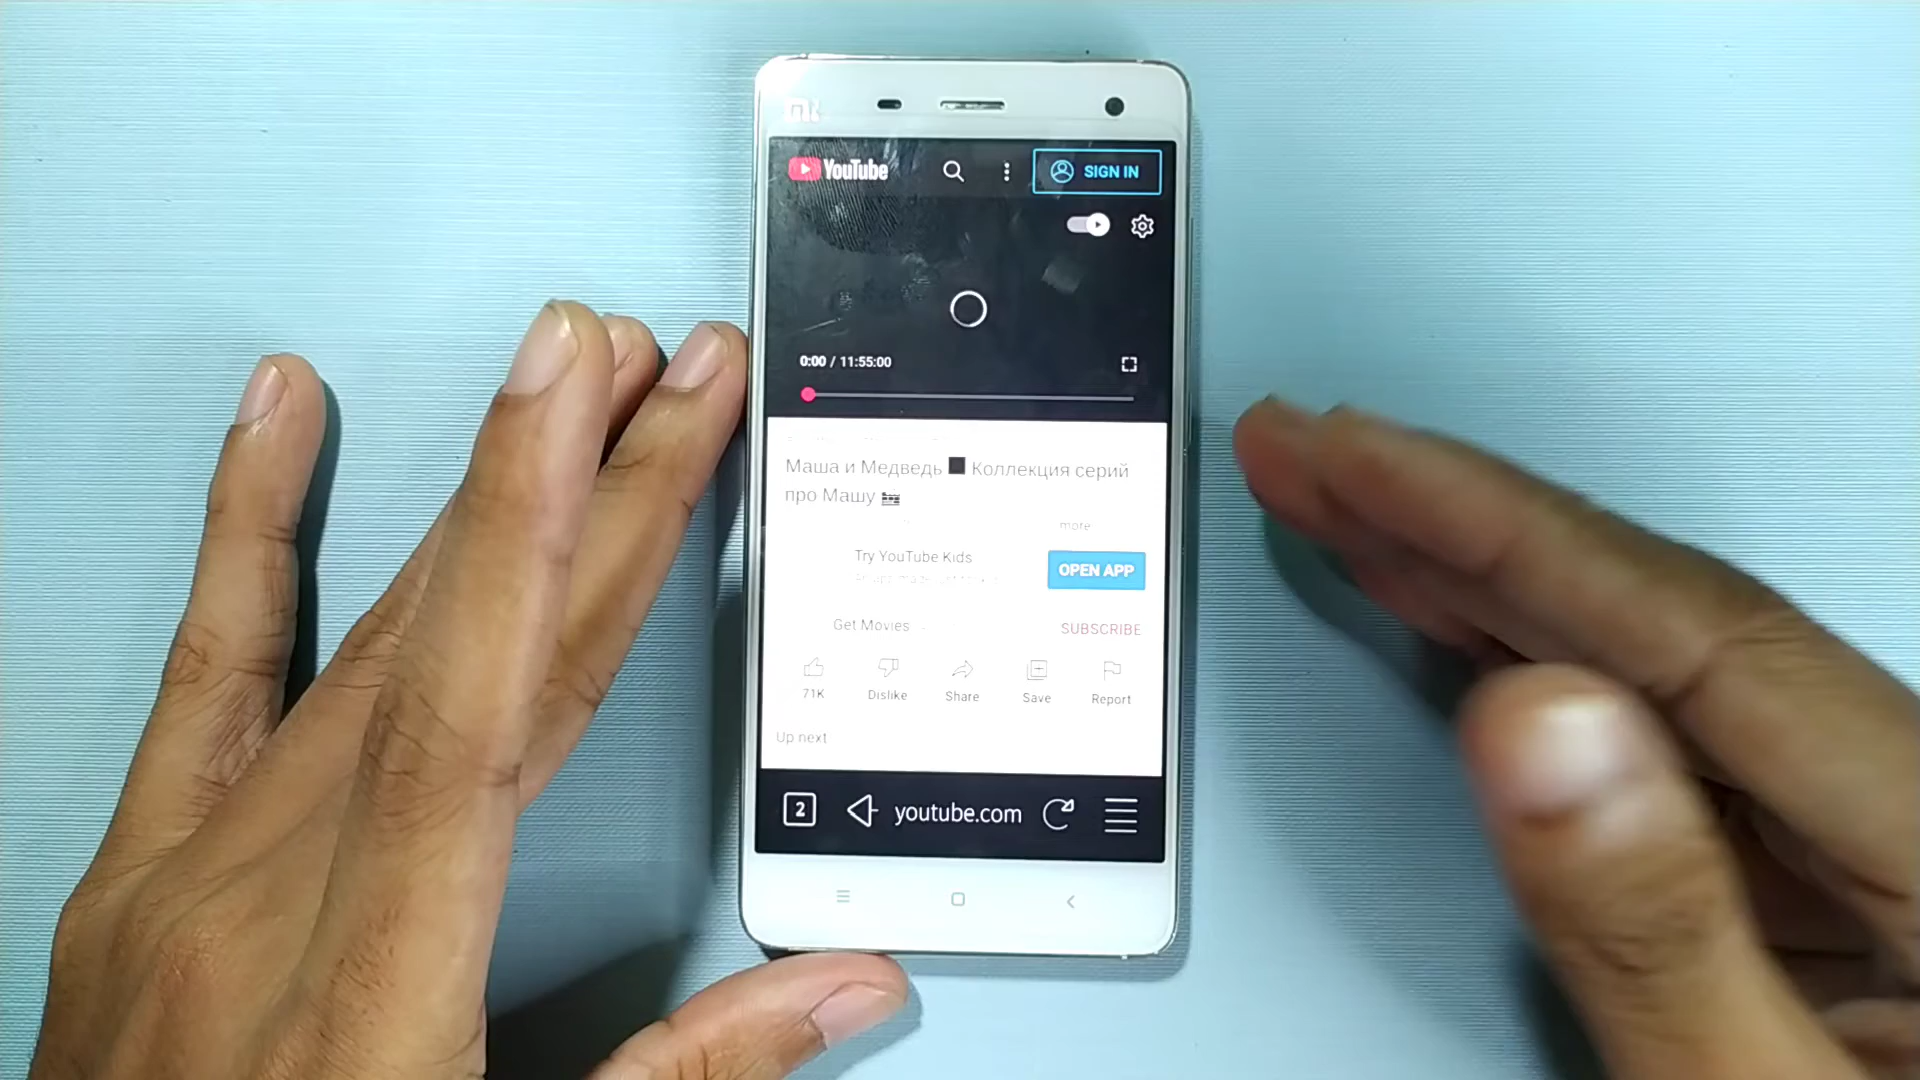 mi
YouTube
SIGN IN
0:00 / 11:55:00
Маша и Медведь Коллекция серий
про Машу
more
Try YouTube Kids
OPEN APP
Get Movies
SUBSCRIBE
71K
Dislike
Share
Save
Report
Up next
2
youtube.com